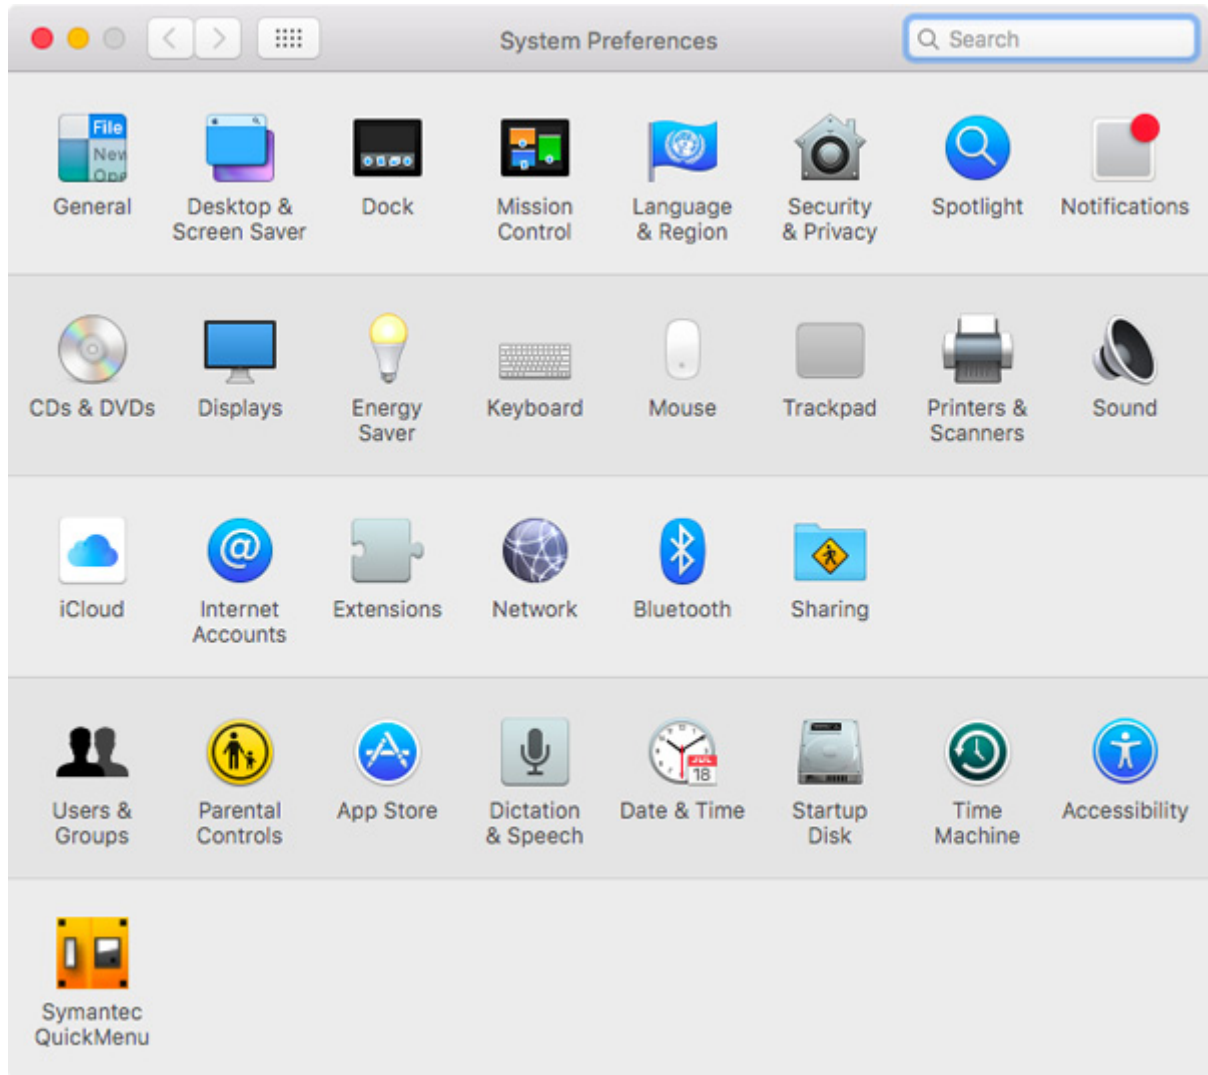 System Preferences
Search
File
New
Ope
General
Desktop &
Screen Saver
Dock
Mission
Control
Language
& Region
Security
& Privacy
Spotlight
Notifications
CDs & DVDs
Displays
Energy
Saver
Keyboard
Mouse
Trackpad
Printers &
Scanners
Sound
iCloud
@
Internet
Accounts
Extensions
Network
Bluetooth
Sharing
JUL
18
Users &
Groups
Parental
Controls
App Store
Dictation
& Speech
Date & Time
Startup
Disk
Time
Machine
Accessibility
Symantec
QuickMenu